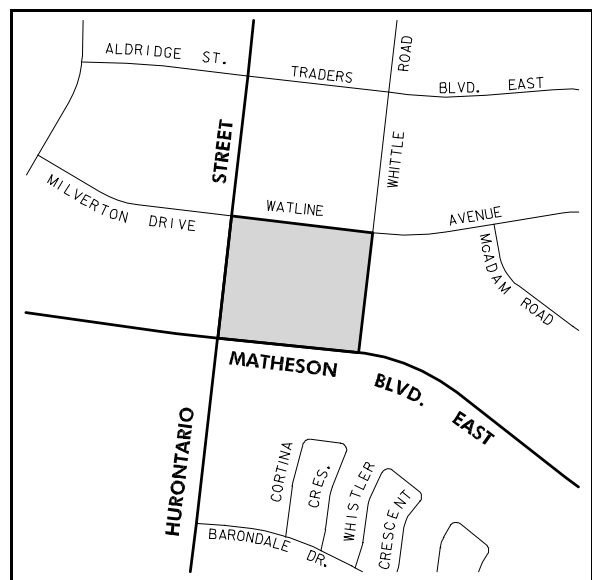 ALDRIDGE ST.
TRADERS
BLVD. EAST
ROAD
WHITTLE
STREET
WATLINE
AVENUE
MILVERTON DRIVE
McADAM ROAD
MATHESON BLVD. EAST
HURONTARIO
CORTINA
CRES.
WHISTLER
CRESCENT
BARONDALE DR.